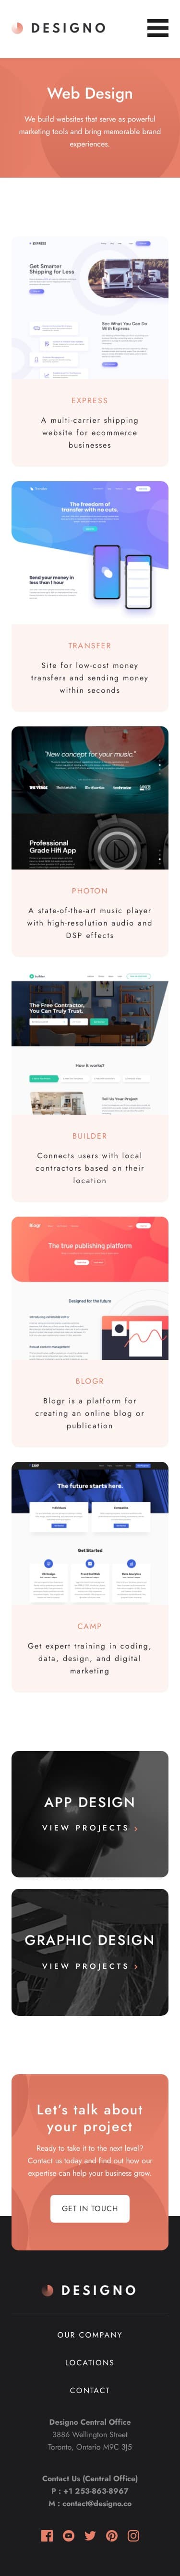 DESIGNO
Web Design
We build websites that serve as powerful
marketing tools and bring memorable brand
experiences.
EXPRESS
Get Smarter
Shipping for Less
See What You Can Do
With Express
EXPRESS
A multi-carrier shipping
website for ecommerce
businesses
The freedom of
transfers with no costs.
Send your money in
less than 1 hour
TRANSFER
Site for low-cost money
transfers and sending money
within seconds
"New concept for your music."
Professional
Grade Hifi App
PHOTON
A state-of-the-art music player
with high-resolution audio and
DSP effects
The Free Contractor,
You Can Truly Trust.
How it works?
Tell Us Your Project
BUILDER
Connects users with local
contractors based on their
location
Blogr
The true publishing platform
Designed for the future
BLOGR
Blogr is a platform for
creating an online blog or
publication
CAMP
The future starts here.
Get Started
CAMP
Get expert training in coding,
data, design, and digital
marketing
APP DESIGN
VIEW PROJECTS
GRAPHIC DESIGN
VIEW PROJECTS
Let's talk about
your project
Ready to take it to the next level?
Contact us today and find out how our
expertise can help your business grow.
GET IN TOUCH
DESIGNO
OUR COMPANY
LOCATIONS
CONTACT
Designo Central Office
3886 Wellington Street
Toronto, Ontario M9C 3J5
Contact Us (Central Office)
P : +1 253-863-8967
M : contact@designo.co